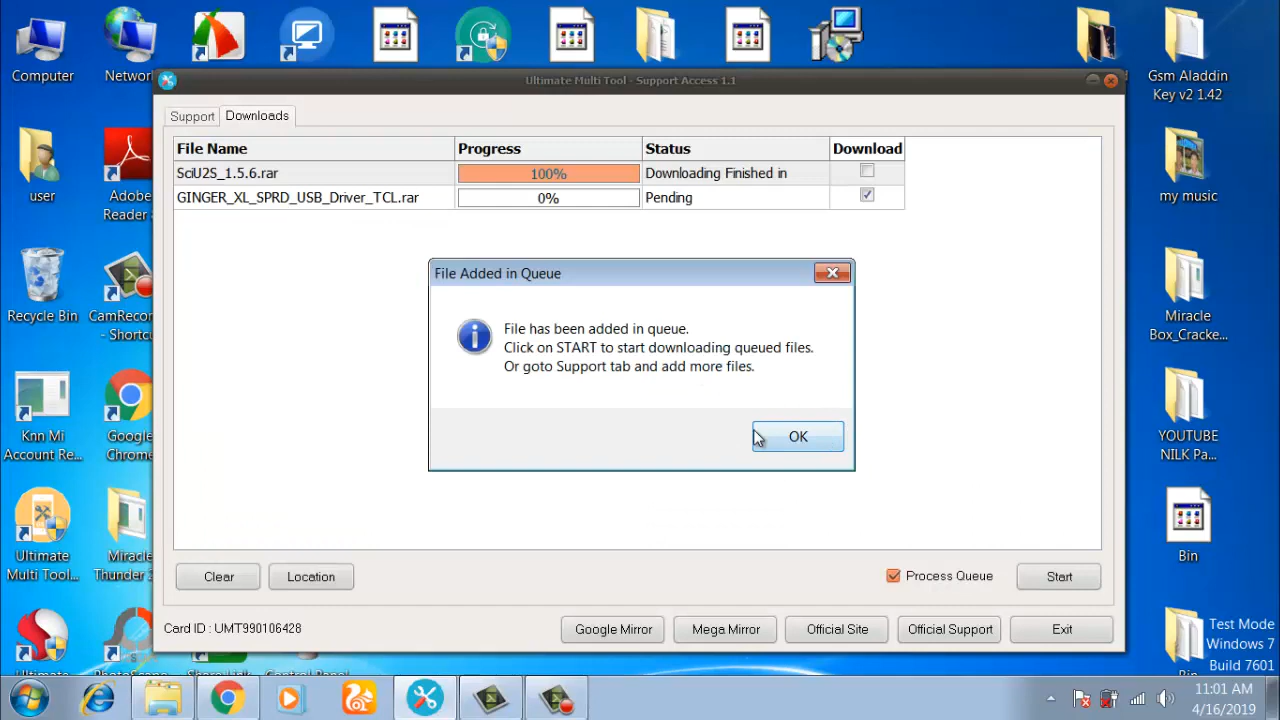 Computer
Network
Gsm Aladdin
Key v2 1.42
Ultimate Multi Tool - Support Access 1.1
Support
Downloads
File Name
Progress
Status
Download
SciU2S_1.5.6.rar
100%
Downloading Finished in
GINGER_XL_SPRD_USB_Driver_TCL.rar
0%
Pending
user
Adobe
Reader
my music
File Added in Queue
File has been added in queue.
Click on START to start downloading queued files.
Or goto Support tab and add more files.
OK
Recycle Bin
CamRecor
- Shortcu
Miracle
Box_Cracke...
Knn Mi
Account Re...
Google
Chrome
YOUTUBE
NILK Pa...
Ultimate
Multi Tool...
Miracle
Thunder
Bin
Clear
Location
Process Queue
Start
Card ID : UMT990106428
Google Mirror
Mega Mirror
Official Site
Official Support
Exit
Test Mode
Windows 7
Build 7601
11:01 AM
4/16/2019